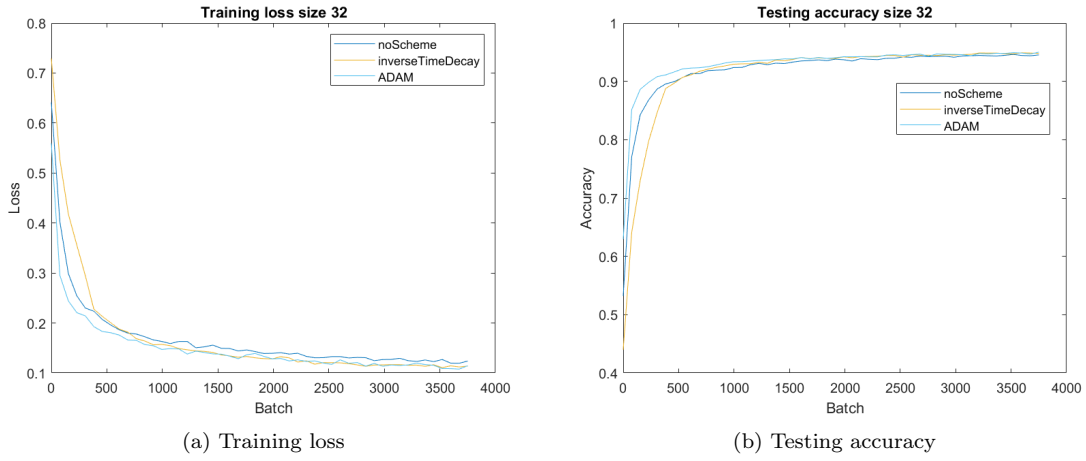 Training loss size 32
0.8
0.7
0.6
0.5
0.4
0.3
0.2
0.1
Loss
0
500
1000
1500
2000
2500
3000
3500
4000
Batch
noScheme
inverseTimeDecay
ADAM
(a) Training loss
Testing accuracy size 32
1
0.9
0.8
0.7
0.6
0.5
0.4
Accuracy
0
500
1000
1500
2000
2500
3000
3500
4000
Batch
noScheme
inverseTimeDecay
ADAM
(b) Testing accuracy